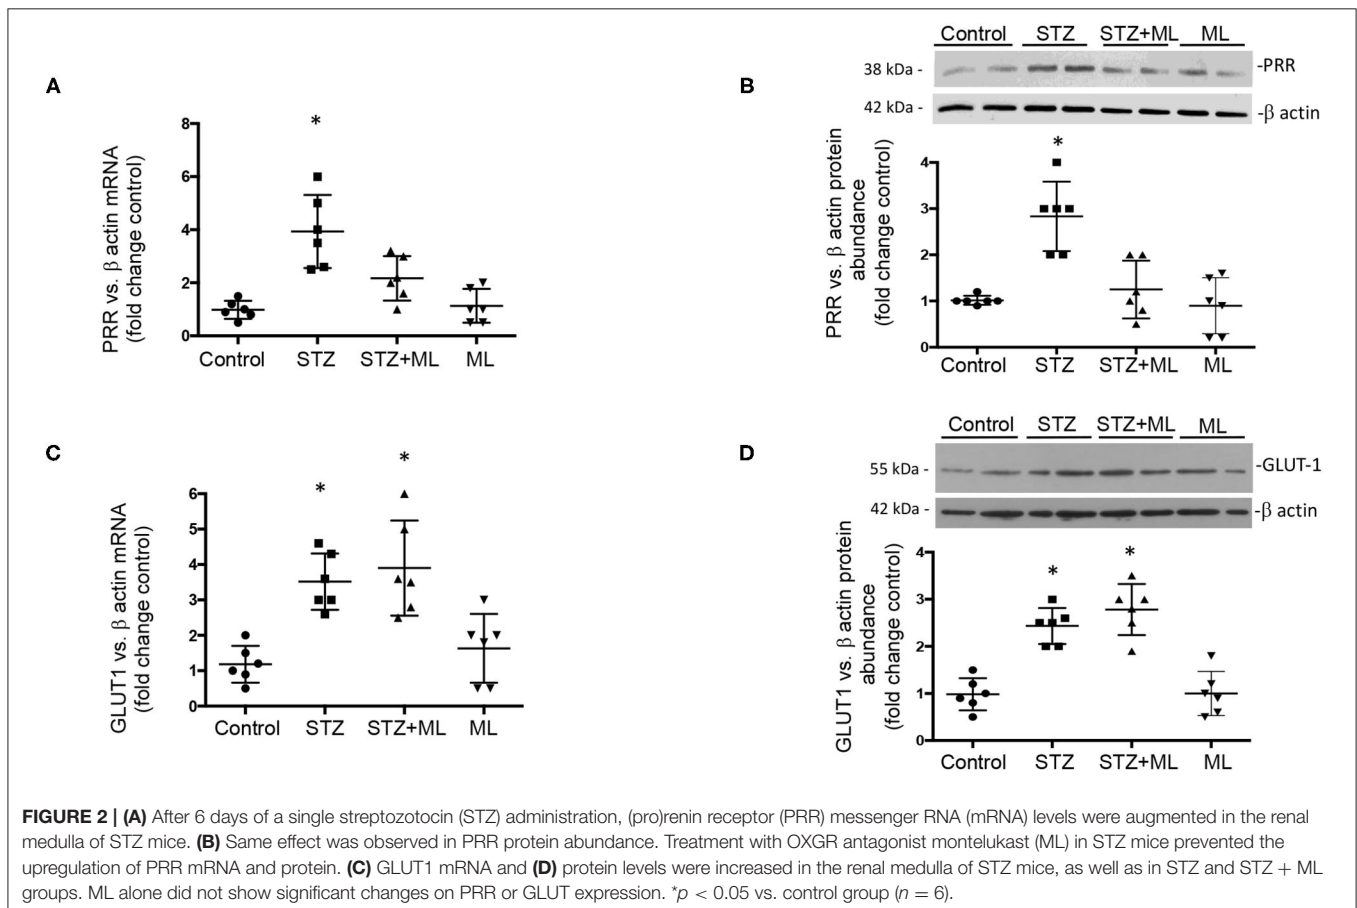 A
PRR vs. β actin mRNA
(fold change control)
8
6
4
2
0
*
Control STZ STZ+ML ML
B
Control STZ STZ+ML ML
38 kDa - -PRR
42 kDa - -β actin
PRR vs. β actin protein
abundance
(fold change control)
4
3
2
1
0
*
Control STZ STZ+ML ML
C
GLUT1 vs. β actin mRNA
(fold change control)
6
5
4
3
2
1
0
* *
Control STZ STZ+ML ML
D
Control STZ STZ+ML ML
55 kDa - -GLUT-1
42 kDa - -β actin
GLUT1 vs. β actin protein
abundance
(fold change control)
4
3
2
1
0
* *
Control STZ STZ+ML ML
FIGURE 2 | (A) After 6 days of a single streptozotocin (STZ) administration, (pro)renin receptor (PRR) messenger RNA (mRNA) levels were augmented in the renal
medulla of STZ mice. (B) Same effect was observed in PRR protein abundance. Treatment with OXGR antagonist montelukast (ML) in STZ mice prevented the
upregulation of PRR mRNA and protein. (C) GLUT1 mRNA and (D) protein levels were increased in the renal medulla of STZ mice, as well as in STZ and STZ + ML
groups. ML alone did not show significant changes on PRR or GLUT expression. *p < 0.05 vs. control group (n = 6).